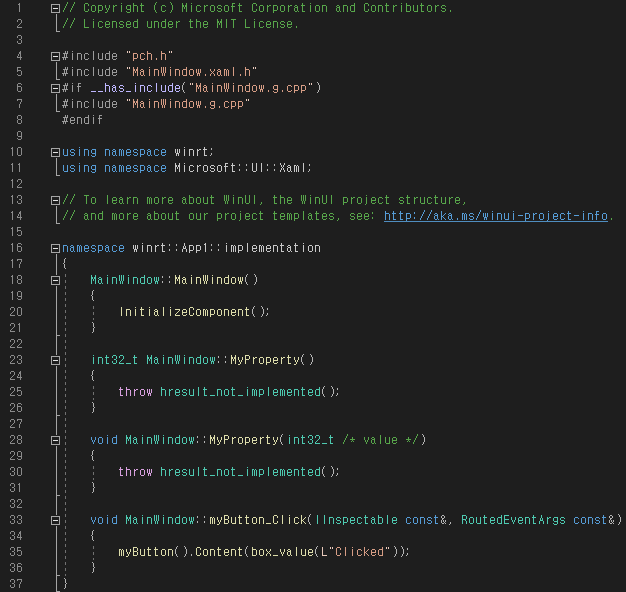 1 // Copyright (c) Microsoft Corporation and Contributors.
2 // Licensed under the MIT License.
3
4 #include "pch.h"
5 #include "MainWindow.xaml.h"
6 #if __has_include("MainWindow.g.cpp")
7 #include "MainWindow.g.cpp"
8 #endif
9
10 using namespace winrt;
11 using namespace Microsoft::UI::Xaml;
12
13 // To learn more about WinUI, the WinUI project structure,
14 // and more about our project templates, see: http://aka.ms/winui-project-info.
15
16 namespace winrt::App1::implementation
17 {
18     MainWindow::MainWindow()
19     {
20         InitializeComponent();
21     }
22
23     int32_t MainWindow::MyProperty()
24     {
25         throw hresult_not_implemented();
26     }
27
28     void MainWindow::MyProperty(int32_t /* value */)
29     {
30         throw hresult_not_implemented();
31     }
32
33     void MainWindow::myButton_Click(IInspectable const&, RoutedEventArgs const&)
34     {
35         myButton().Content(box_value(L"Clicked"));
36     }
37 }